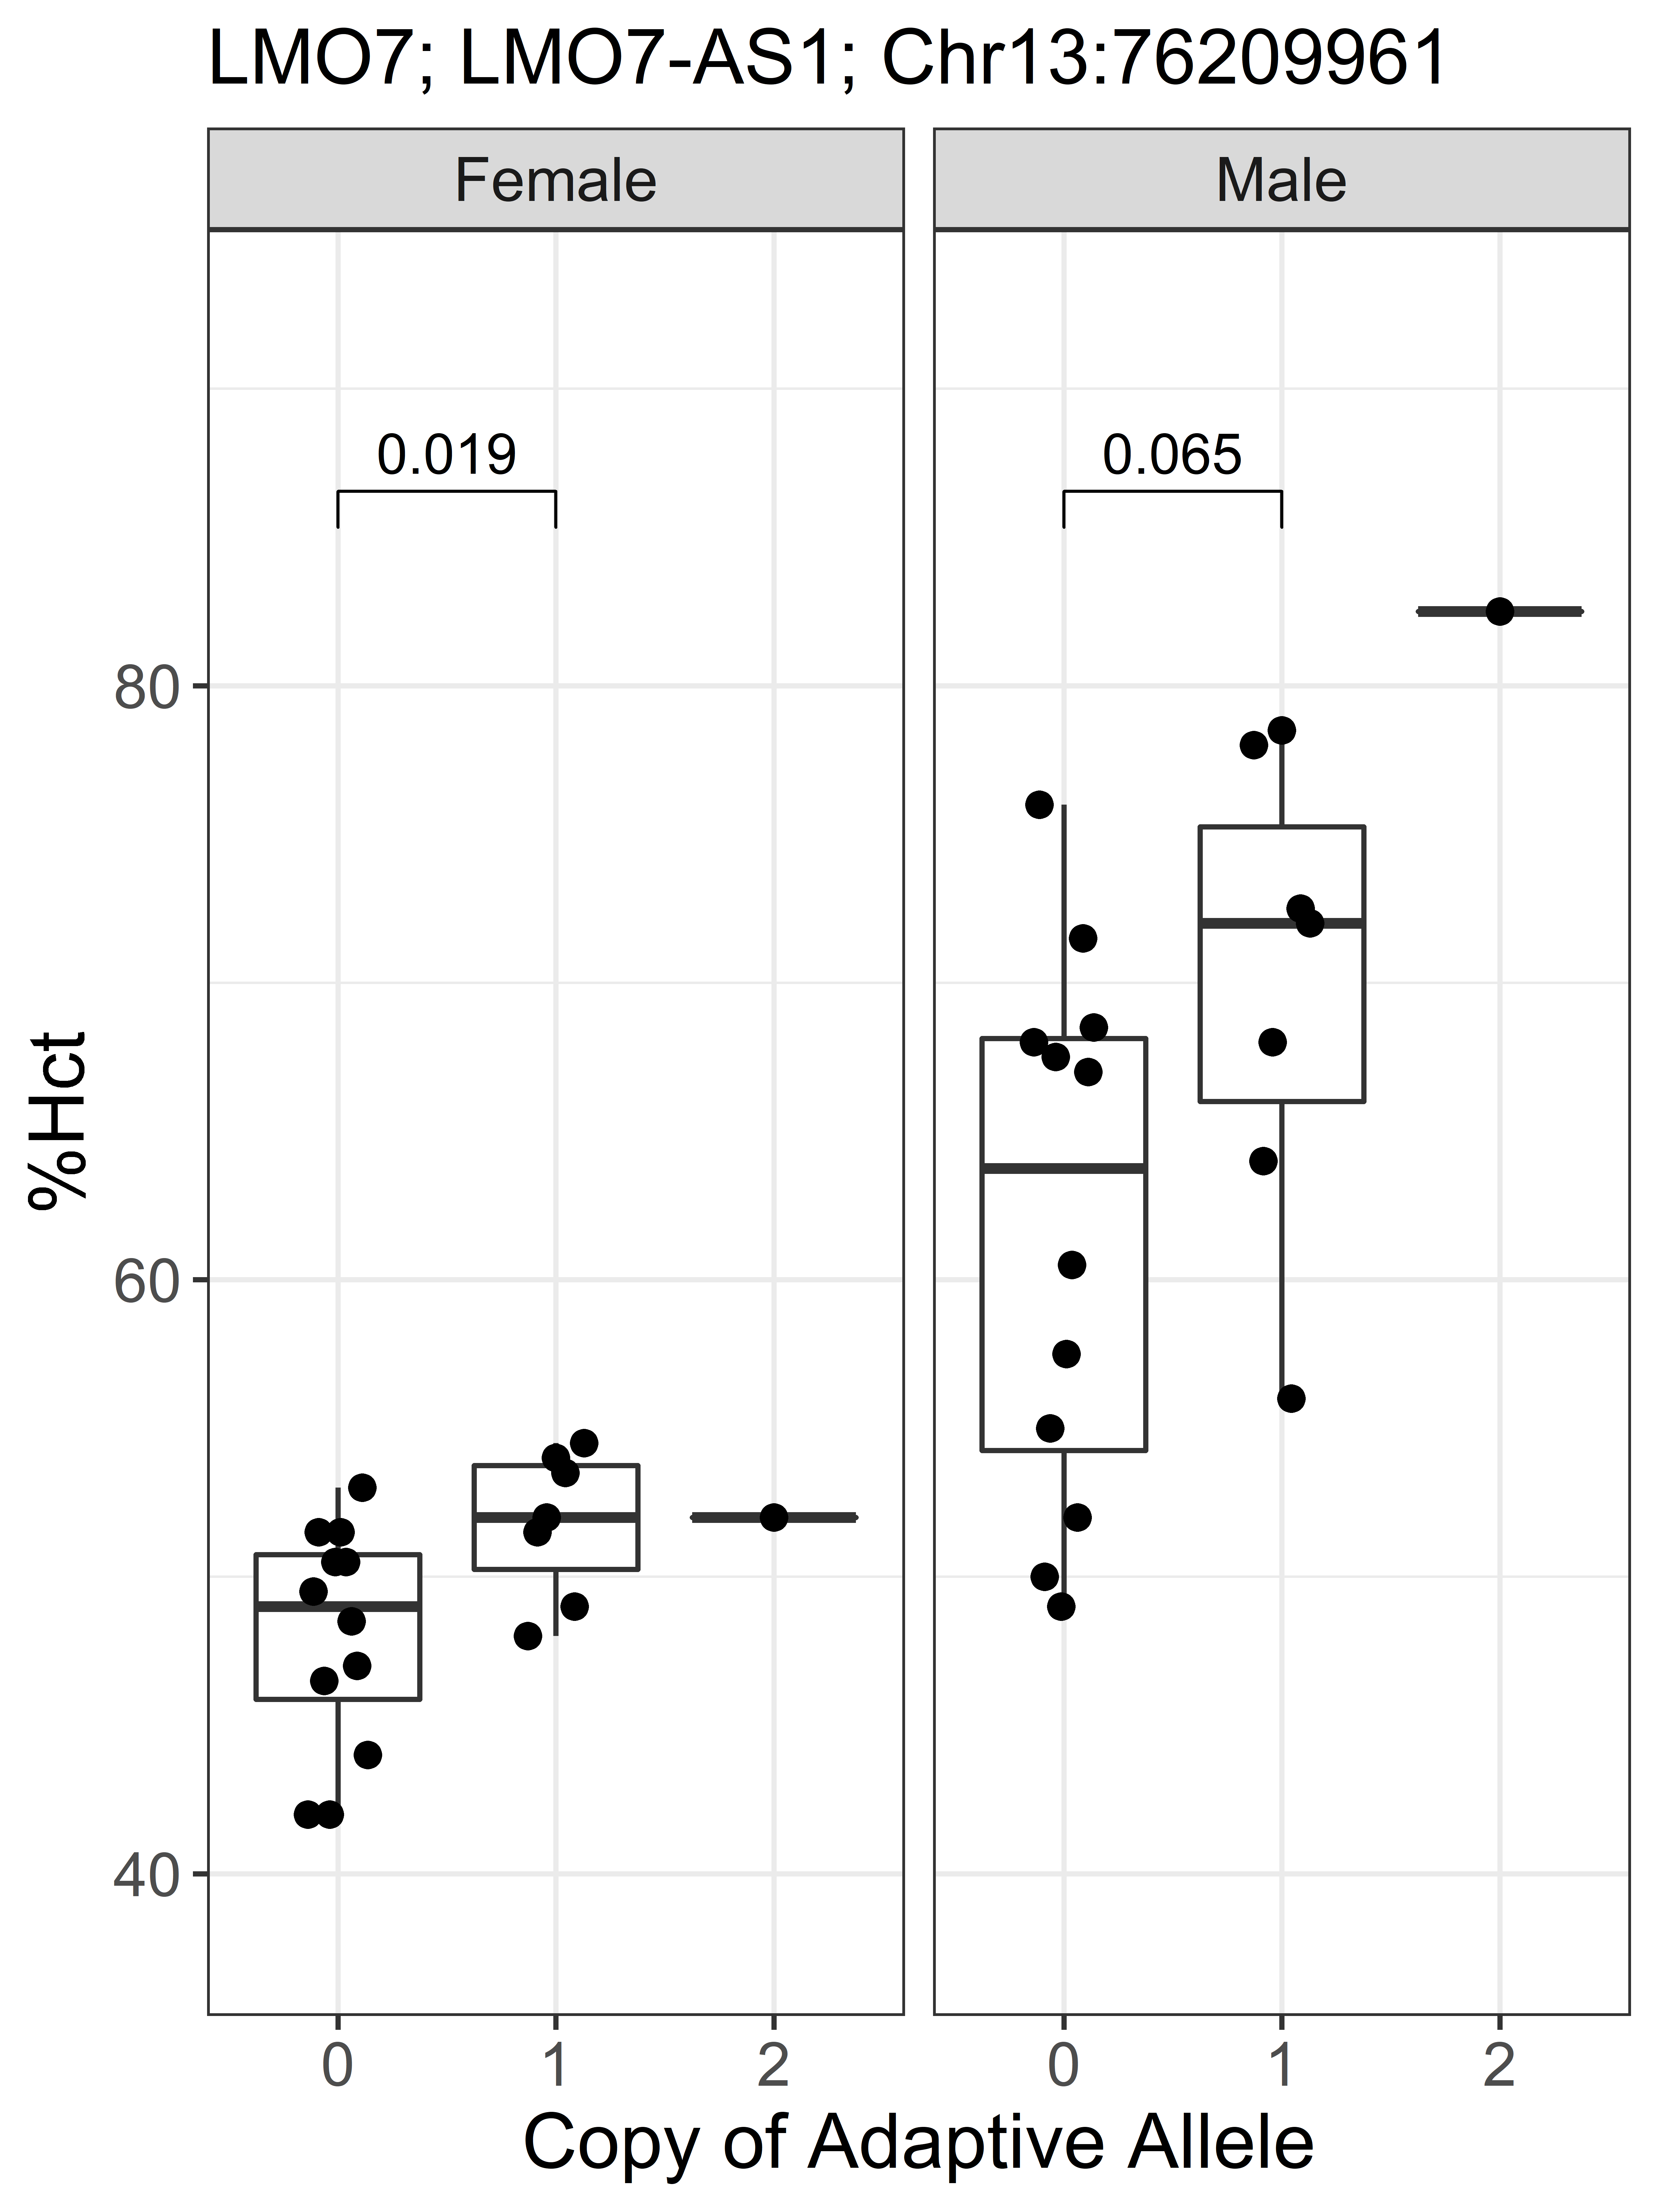 LMO7; LMO7-AS1; Chr13:76209961
Female
Male
0.019
0.065
80
60
40
%Hct
0 1 2
0 1 2
Copy of Adaptive Allele